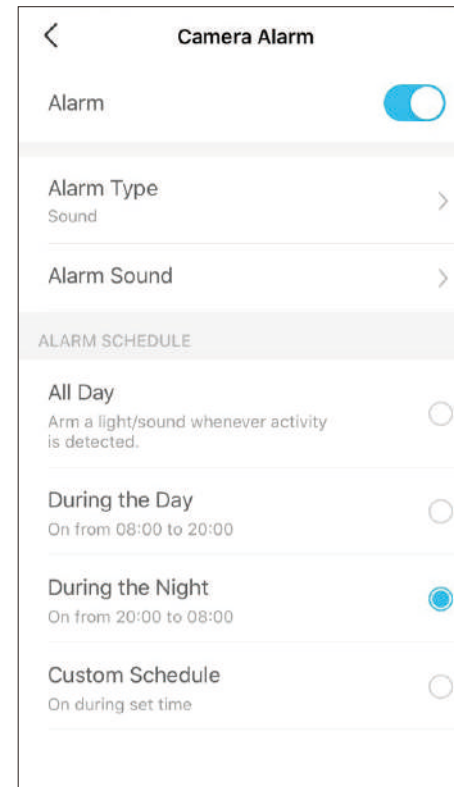 Camera Alarm
Alarm
Alarm Type
Sound
Alarm Sound
ALARM SCHEDULE
All Day
Arm a light/sound whenever activity
is detected.
During the Day
On from 08:00 to 20:00
During the Night
On from 20:00 to 08:00
Custom Schedule
On during set time